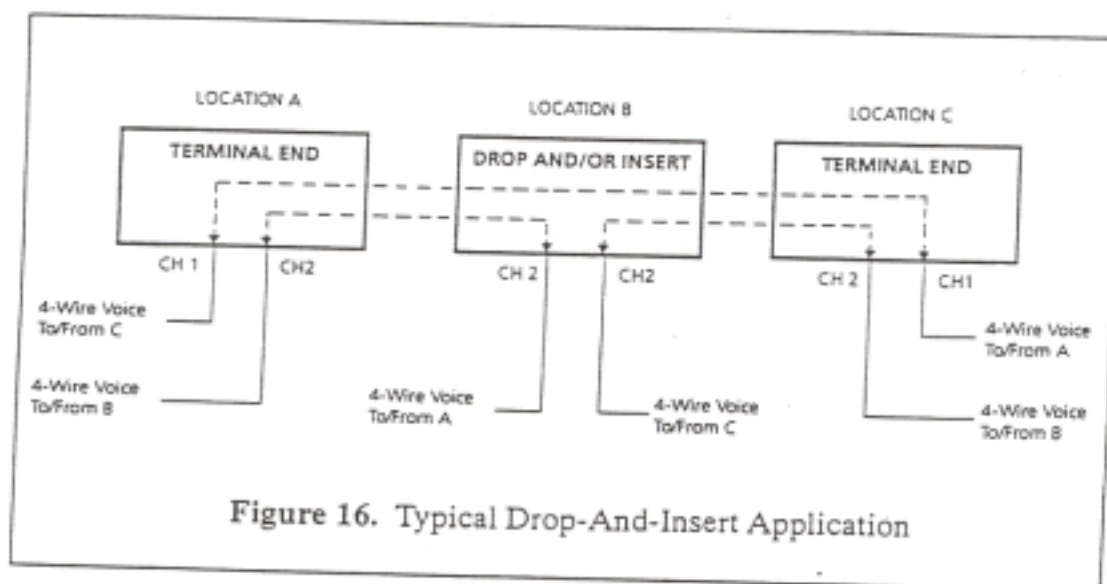 LOCATION A
LOCATION B
LOCATION C
TERMINAL END
DROP AND/OR INSERT
TERMINAL END
CH 1
CH2
CH 2
CH2
CH 2
CH1
4-Wire Voice
To/From C
4-Wire Voice
To/From A
4-Wire Voice
To/From B
4-Wire Voice
To/From A
4-Wire Voice
To/From C
4-Wire Voice
To/From B
Figure 16. Typical Drop-And-Insert Application